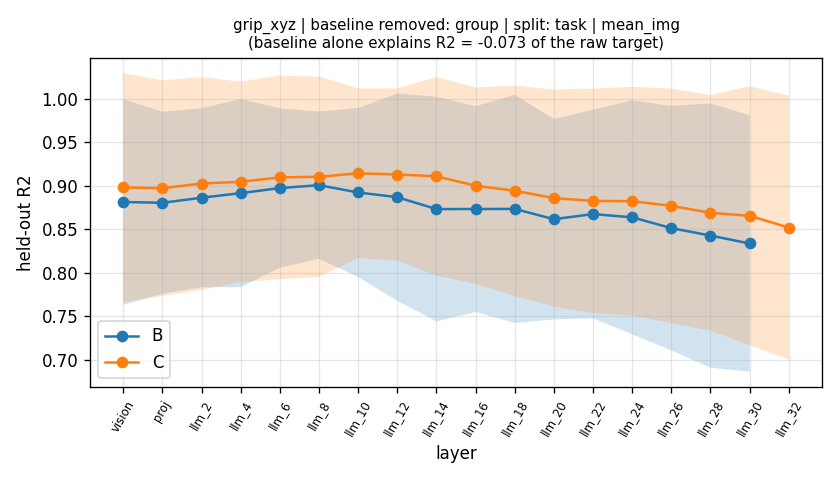 grip_xyz | baseline removed: group | split: task | mean_img
(baseline alone explains R2 = -0.073 of the raw target)
held-out R2
1.00
0.95
0.90
0.85
0.80
0.75
0.70
B
C
vision
proj
llm_2
llm_4
llm_6
llm_8
llm_10
llm_12
llm_14
llm_16
llm_18
llm_20
llm_22
llm_24
llm_26
llm_28
llm_30
llm_32
layer